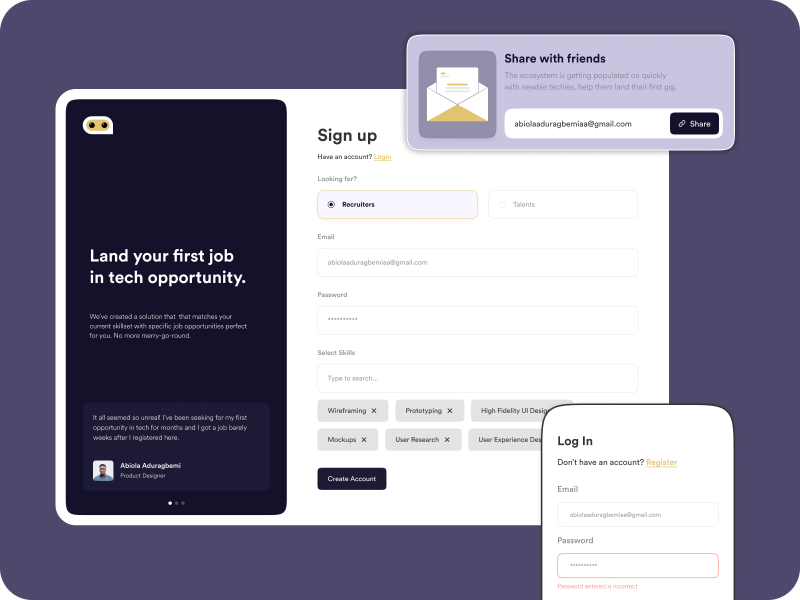 Share with friends
The ecosystem is getting populated on quickly
with newbie techies, help them land their first gig.
abiolaaduragbemiaa@gmail.com
Share
Land your first job
in tech opportunity.
We've created a solution that that matches your
current skillset with specific job opportunities perfect
for you. No more merry-go-round.
It all seemed so unreal! I've been seeking for my first
opportunity in tech for months and I got a job barely
weeks after I registered here.
Abiola Aduragbemi
Product Designer
Sign up
Have an account? Login
Looking for?
Recruiters
Talents
Email
abiolaaduragbemiaa@gmail.com
Password
**********
Select Skills
Type to search...
Wireframing ✕ Prototyping ✕ High Fidelity UI Design
Mockups ✕ User Research ✕ User Experience Des
Create Account
Log In
Don't have an account? Register
Email
abiolaaduragbemiaa@gmail.com
Password
**********
Password entered is incorrect